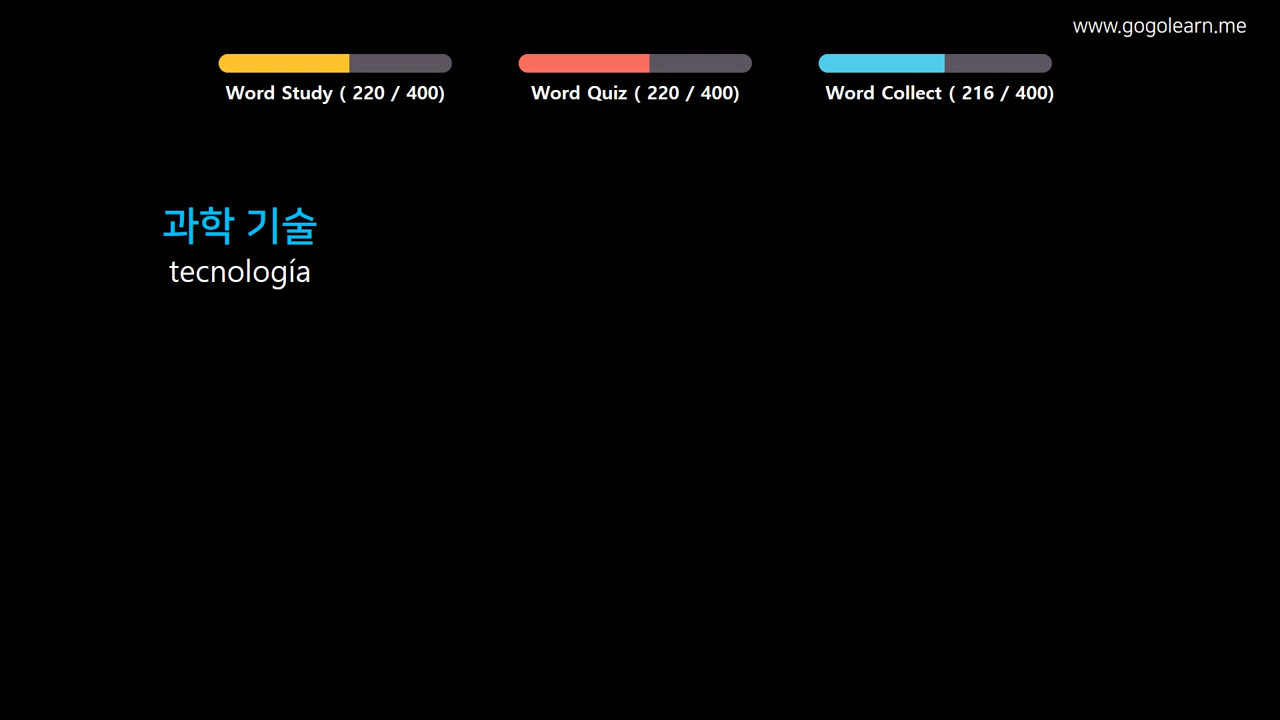 www.gogolearn.me
Word Study ( 220 / 400)
Word Quiz ( 220 / 400)
Word Collect ( 216 / 400)
과학 기술
tecnología